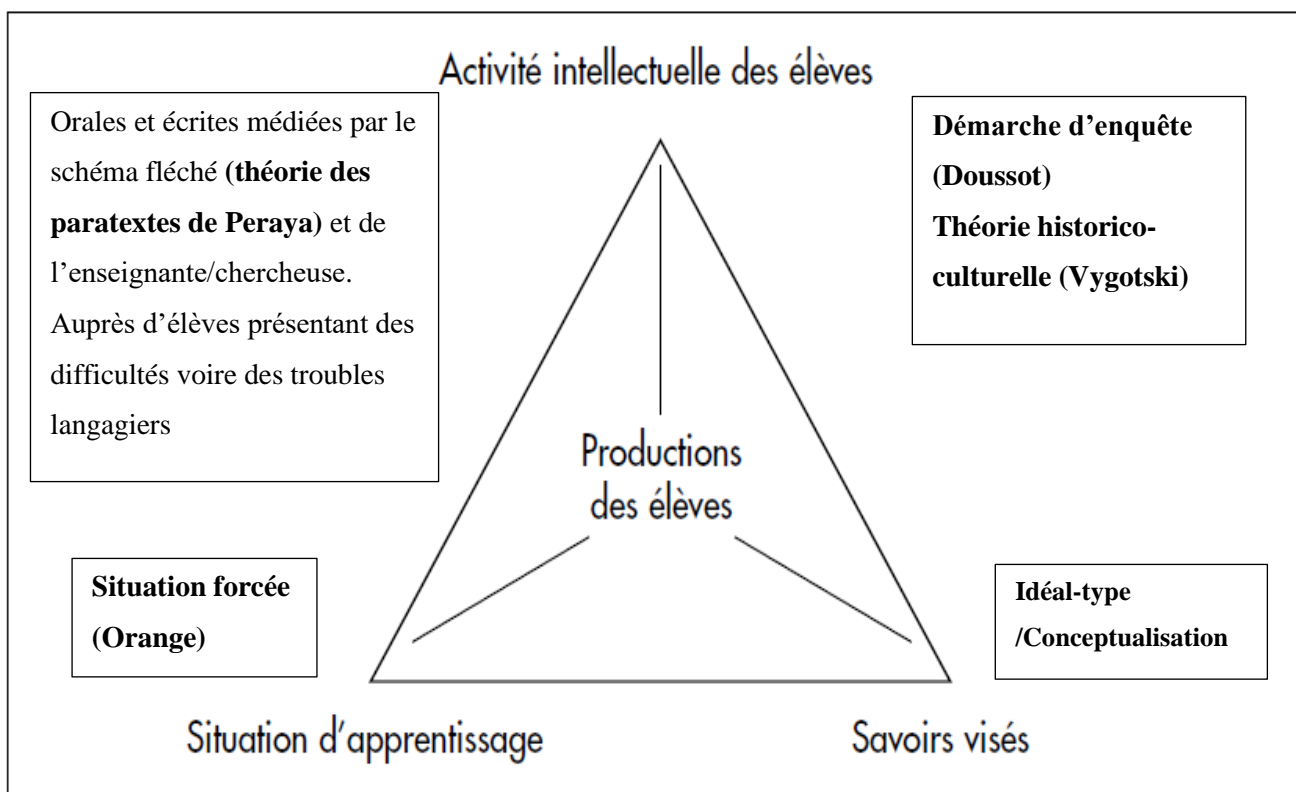 Activité intellectuelle des élèves
Orales et écrites médiées par le
schéma fléché (théorie des
paratextes de Peraya) et de
l’enseignante/chercheuse.
Auprès d’élèves présentant des
difficultés voire des troubles
langagiers
Démarche d’enquête
(Doussot)
Théorie historico-
culturelle (Vygotski)
Productions
des élèves
Situation forcée
(Orange)
Idéal-type
/Conceptualisation
Situation d’apprentissage
Savoirs visés